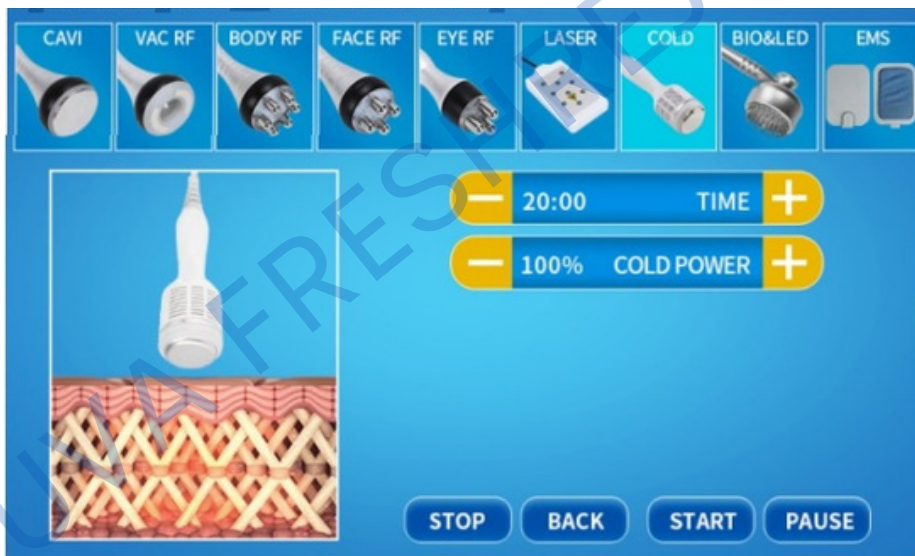 CAVI
VAC RF
BODY RF
FACE RF
EYE RF
LASER
COLD
BIO&LED
EMS
20:00 TIME
100% COLD POWER
STOP BACK START PAUSE